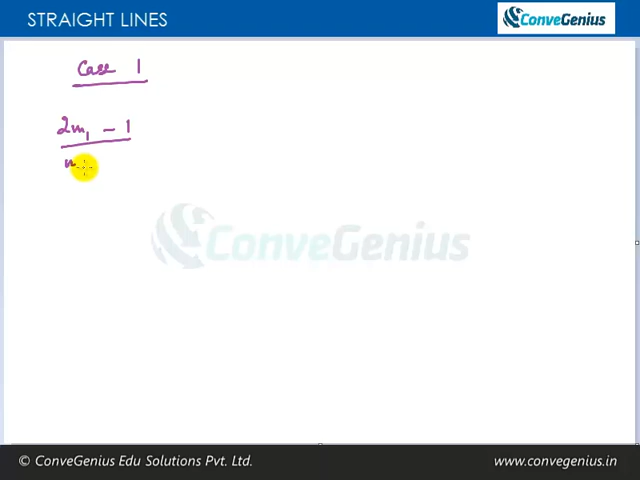 STRAIGHT LINES
ConveGenius
Case 1
2m₁ - 1
ConveGenius
© ConveGenius Edu Solutions Pvt. Ltd.
www.convegenius.in